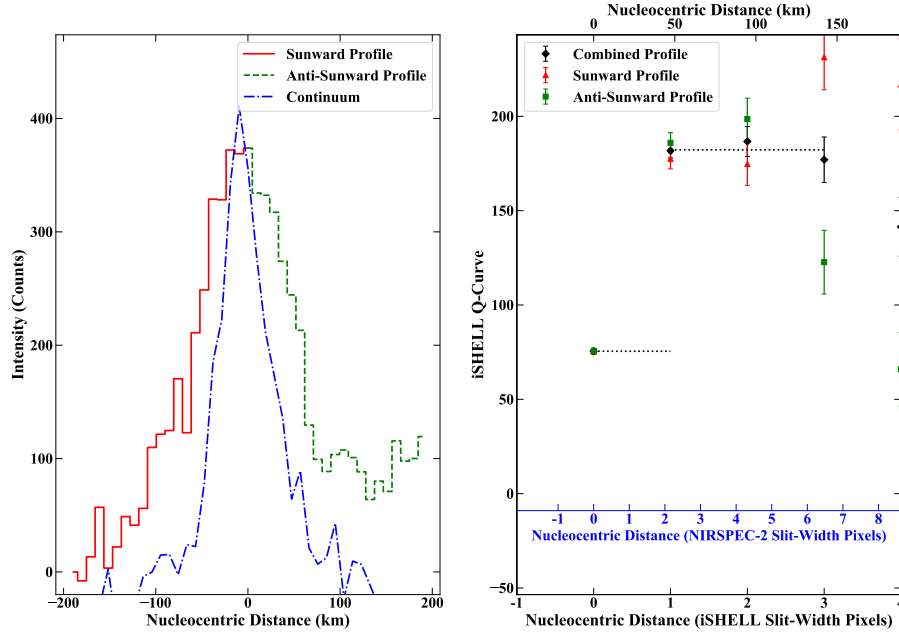 Nucleocentric Distance (km)
0 50 100 150
Sunward Profile
Anti-Sunward Profile
Continuum
Combined Profile
Sunward Profile
Anti-Sunward Profile
400
300
200
100
0
Intensity (Counts)
−200 −100 0 100 200
Nucleocentric Distance (km)
200
150
100
50
0
−50
iSHELL Q-Curve
-1 0 1 2 3 4 5 6 7 8
Nucleocentric Distance (NIRSPEC-2 Slit-Width Pixels)
-1 0 1 2 3 4
Nucleocentric Distance (iSHELL Slit-Width Pixels)